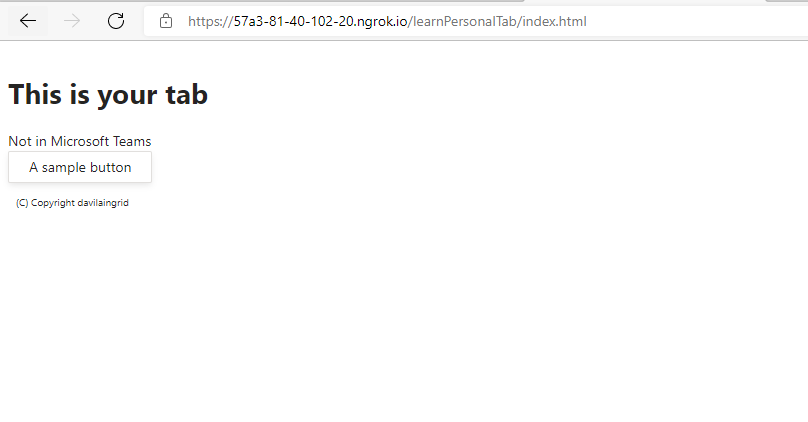 https://57a3-81-40-102-20.ngrok.io/learnPersonalTab/index.html
This is your tab
Not in Microsoft Teams
A sample button
(C) Copyright davilaingrid